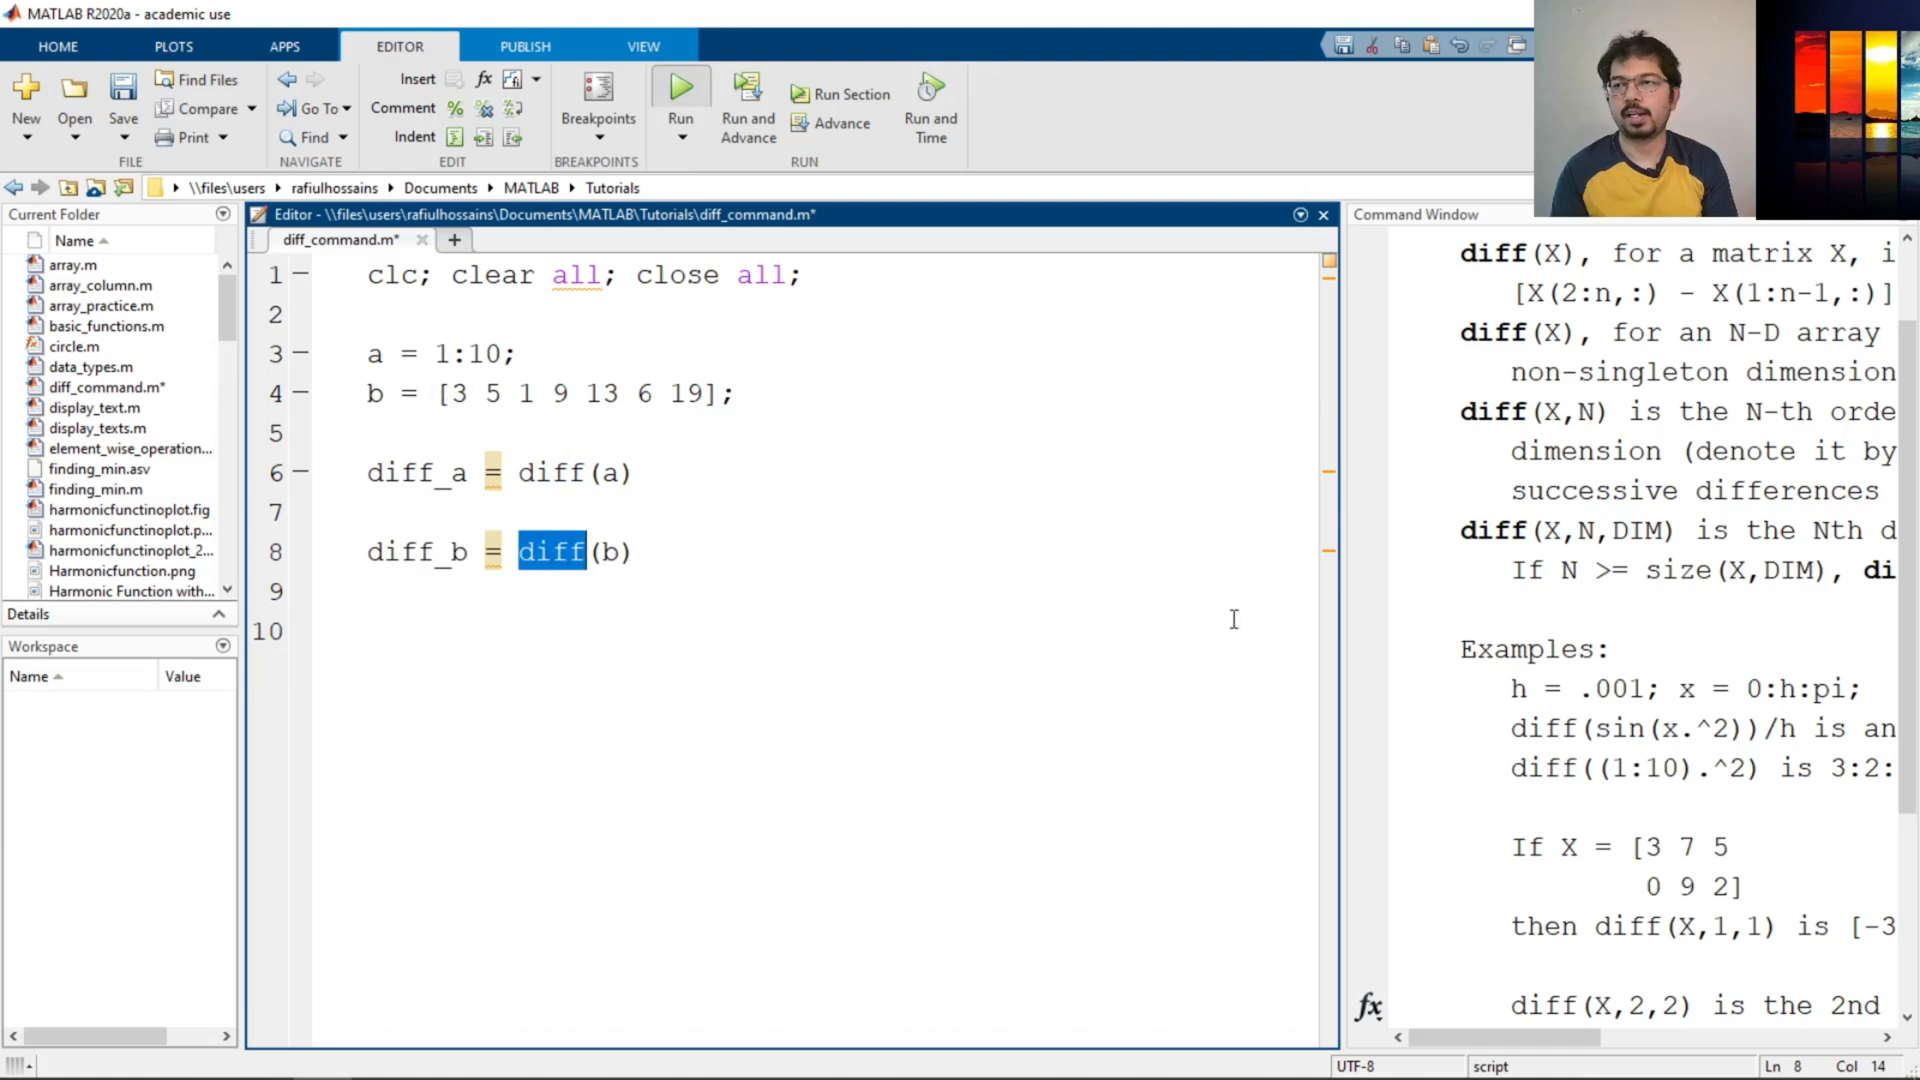 MATLAB R2020a - academic use
HOME PLOTS APPS EDITOR PUBLISH VIEW
New
Open
Save
Find Files
Compare
Print
FILE
Go To
Find
NAVIGATE
Insert fx
Comment %
Indent
EDIT
Breakpoints
BREAKPOINTS
Run
Run and Advance
Run Section
Advance
Run and Time
RUN
\\files\users rafiulhossains Documents MATLAB Tutorials
Current Folder
Name
array.m
array_column.m
array_practice.m
basic_functions.m
circle.m
data_types.m
diff_command.m*
display_text.m
display_texts.m
element_wise_operation...
finding_min.asv
finding_min.m
harmonicfunctinoplot.fig
harmonicfunctinoplot.p...
harmonicfunctinoplot_2...
Harmonicfunction.png
Harmonic Function with...
Details
Workspace
Name Value
Editor - \\files\users\rafiulhossains\Documents\MATLAB\Tutorials\diff_command.m*
diff_command.m*
1 clc; clear all; close all;
2
3 a = 1:10;
4 b = [3 5 1 9 13 6 19];
5
6 diff_a = diff(a)
7
8 diff_b = diff(b)
9
10
Command Window
diff(X), for a matrix X, i
[X(2:n,:) - X(1:n-1,:)]
diff(X), for an N-D array
non-singleton dimension
diff(X,N) is the N-th orde
dimension (denote it by
successive differences
diff(X,N,DIM) is the Nth d
If N >= size(X,DIM), di
Examples:
h = .001; x = 0:h:pi;
diff(sin(x.^2))/h is an
diff((1:10).^2) is 3:2:
If X = [3 7 5
0 9 2]
then diff(X,1,1) is [-3
diff(X,2,2) is the 2nd
fx
UTF-8 script Ln 8 Col 14